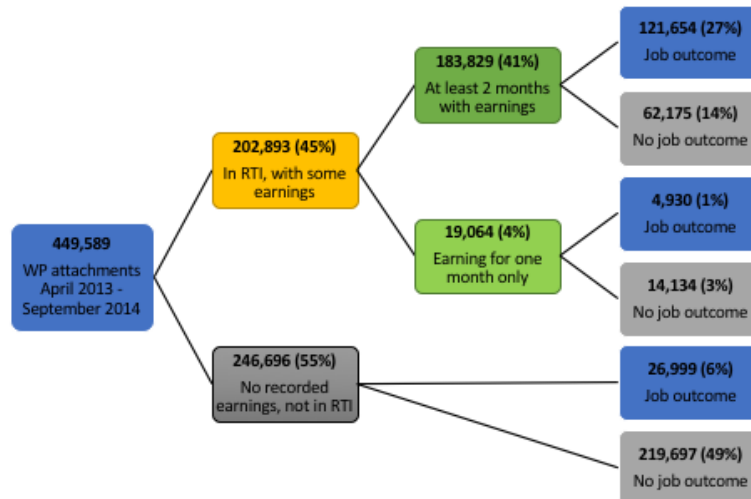 449,589
WP attachments
April 2013 -
September 2014
202,893 (45%)
In RTI, with some
earnings
246,696 (55%)
No recorded
earnings, not in RTI
183,829 (41%)
At least 2 months
with earnings
19,064 (4%)
Earning for one
month only
121,654 (27%)
Job outcome
62,175 (14%)
No job outcome
4,930 (1%)
Job outcome
14,134 (3%)
No job outcome
26,999 (6%)
Job outcome
219,697 (49%)
No job outcome